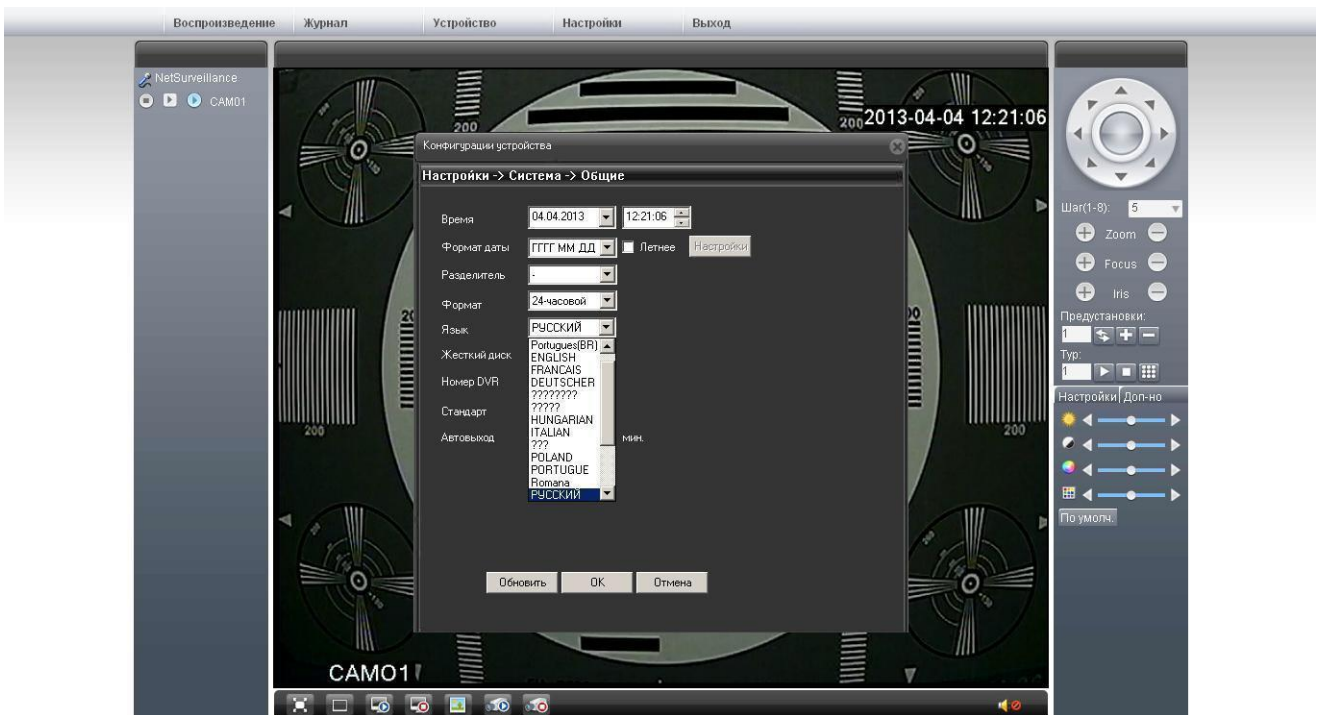 Воспроизведение Журнал Устройство Настройки Выход
NetSurveillance
CAM01
200
200
2013-04-04 12:21:06
Конфигурации устройства
Настройки -> Система -> Общие
Время 04.04.2013 12:21:06
Формат даты ГГГГ ММ ДД Летнее Настройки
Разделитель -
Формат 24-часовой
Язык РУССКИЙ
Жесткий диск
Номер DVR
Стандарт
Автовыход мин.
Portugues(BR)
ENGLISH
FRANCAIS
DEUTSCHER
????????
?????
HUNGARIAN
ITALIAN
???
POLAND
PORTUGUE
Romana
РУССКИЙ
Обновить OK Отмена
200
200
CAM01
Шаг(1-8): 5
Zoom
Focus
Iris
Предустановки:
1
Тур:
1
Настройки Доп-но
По умолч.